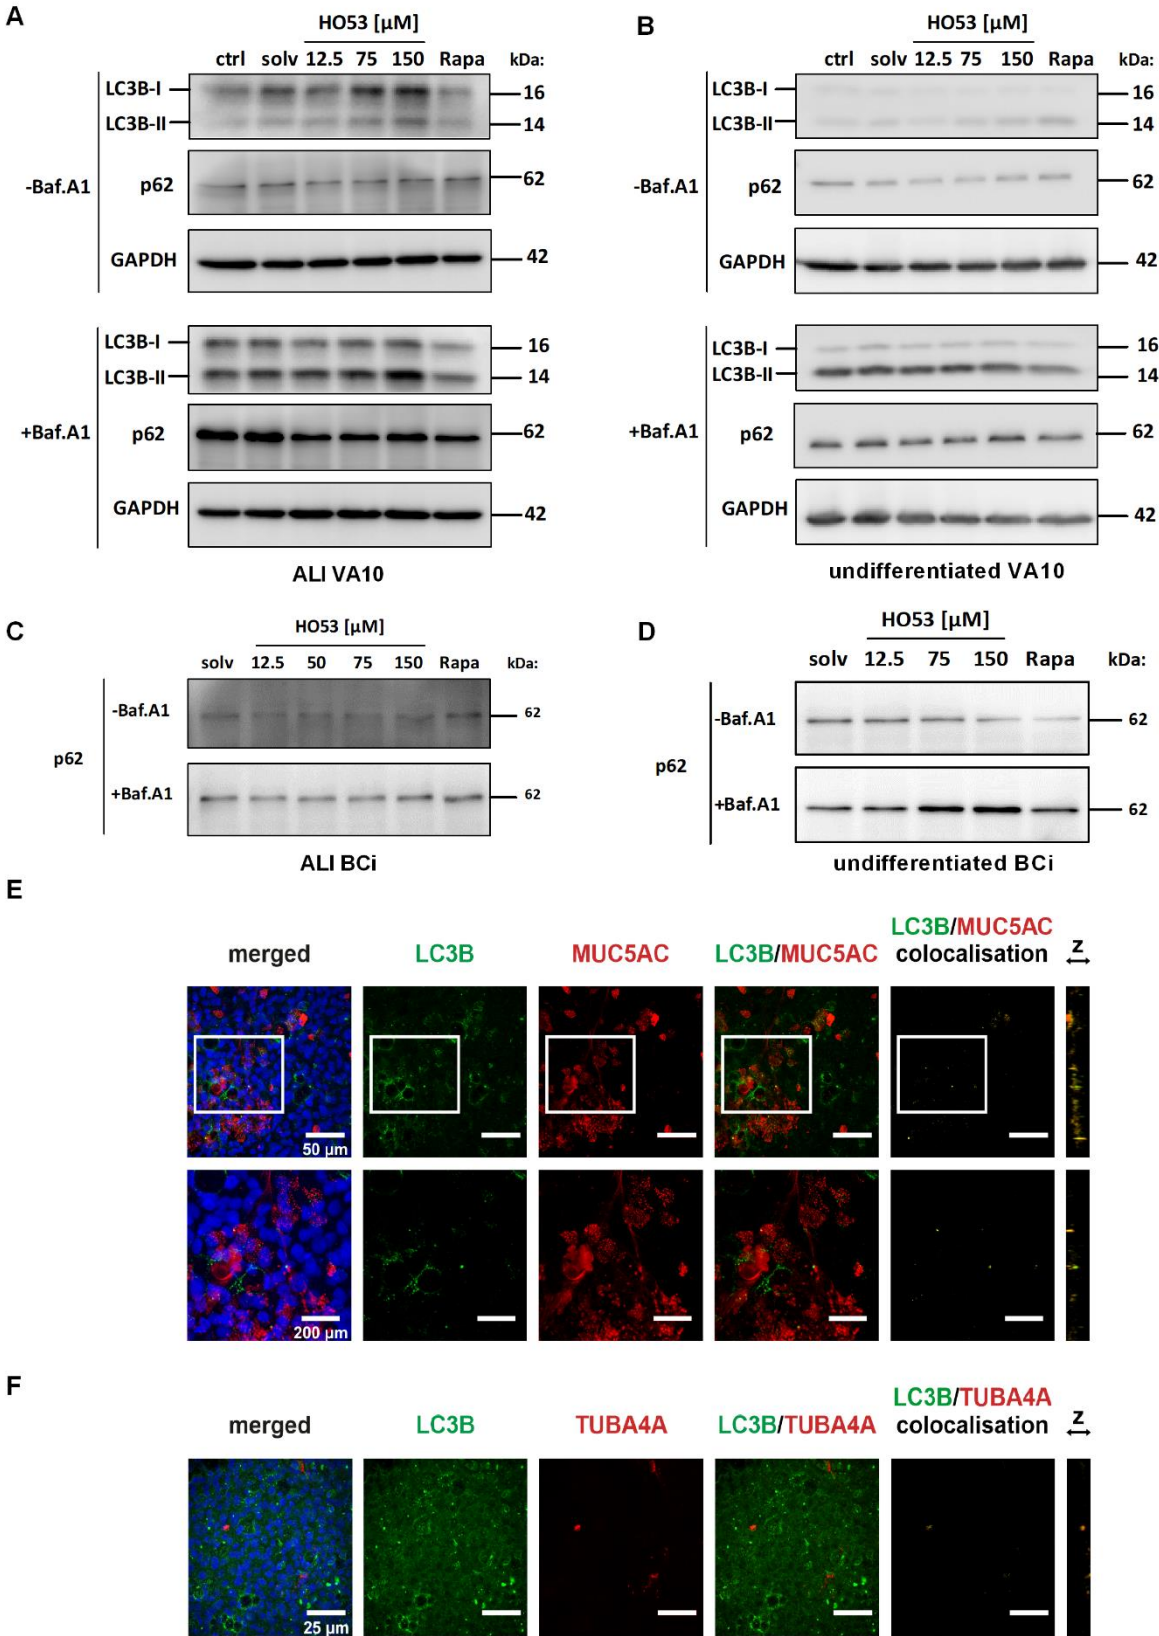 A
HO53 [µM]
ctrl solv 12.5 75 150 Rapa kDa:
LC3B-I
16
LC3B-II
14
-Baf.A1
p62
62
GAPDH
42
LC3B-I
16
LC3B-II
14
+Baf.A1
p62
62
GAPDH
42
ALI VA10
B
HO53 [µM]
ctrl solv 12.5 75 150 Rapa kDa:
LC3B-I
16
LC3B-II
14
-Baf.A1
p62
62
GAPDH
42
LC3B-I
16
LC3B-II
14
+Baf.A1
p62
62
GAPDH
42
undifferentiated VA10
C
HO53 [µM]
solv 12.5 50 75 150 Rapa kDa:
-Baf.A1
62
p62
+Baf.A1
62
ALI BCi
D
HO53 [µM]
solv 12.5 75 150 Rapa kDa:
-Baf.A1
62
p62
+Baf.A1
62
undifferentiated BCi
E
merged LC3B MUC5AC LC3B/MUC5AC LC3B/MUC5AC colocalisation z
50 µm
200 µm
F
merged LC3B TUBA4A LC3B/TUBA4A LC3B/TUBA4A colocalisation z
25 µm